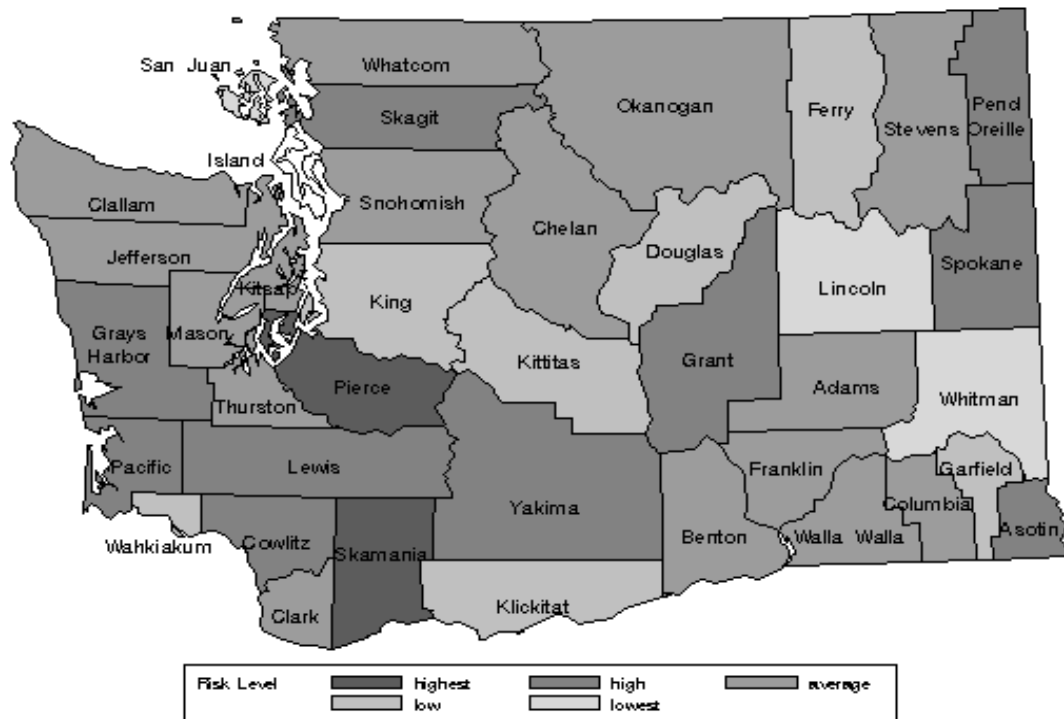 San Juan
Whatcom
Okanogan
Ferry
Pend
Oreille
Skagit
Stevens
Island
Clallam
Snohomish
Chelan
Douglas
Jefferson
Spokane
Kitsap
King
Lincoln
Grays
Harbor
Mason
Kittitas
Grant
Pierce
Adams
Thurston
Whitman
Pacific
Lewis
Franklin
Garfield
Yakima
Columbia
Wahkiakum
Cowlitz
Skamania
Benton
Walla Walla
Asotin
Clark
Klickitat
Risk Level highest high average
low lowest